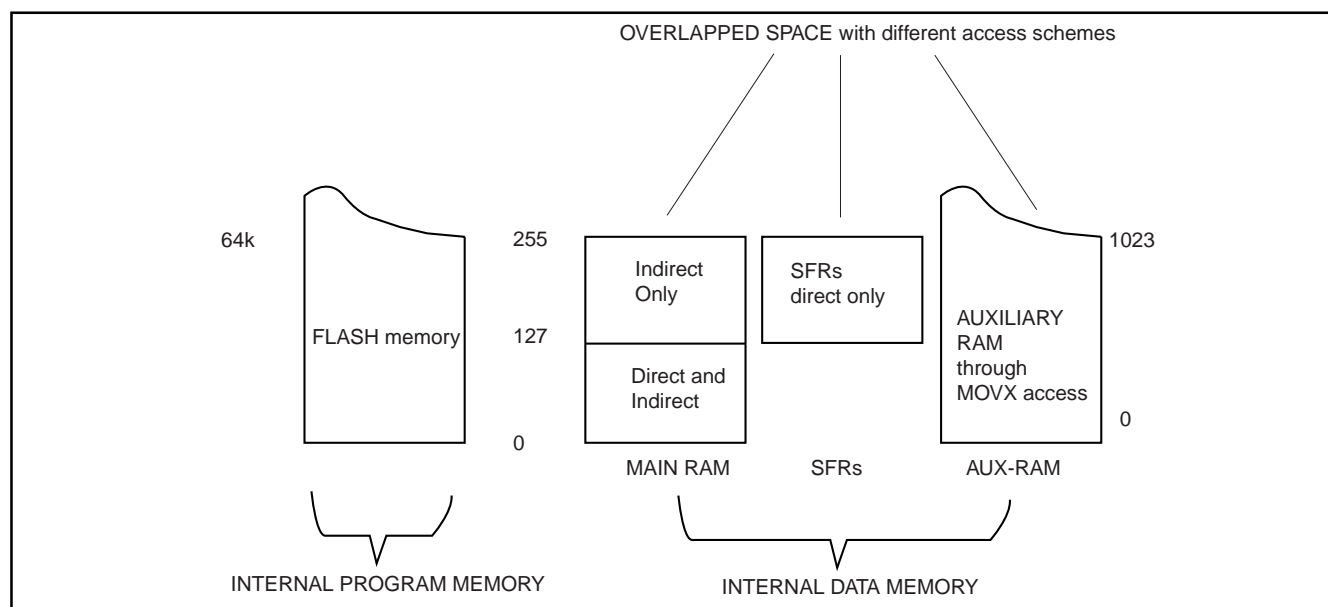 OVERLAPPED SPACE with different access schemes
64k
FLASH memory
255
127
0
Indirect
Only
Direct and
Indirect
SFRs
direct only
AUXILIARY
RAM
through
MOVX access
1023
0
MAIN RAM
SFRs
AUX-RAM
INTERNAL PROGRAM MEMORY
INTERNAL DATA MEMORY